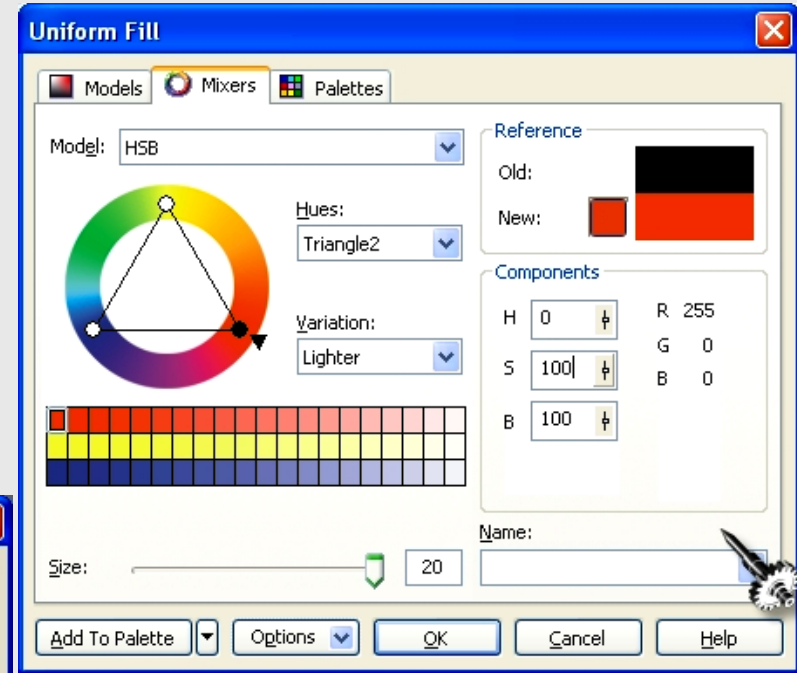 Uniform Fill
Models Mixers Palettes
Model: HSB
Hues:
Triangle2
Variation:
Lighter
Size: 20
Reference
Old:
New:
Components
H 0 R 255
G 0
S 100
B 0
B 100
Name:
Add To Palette Options OK Cancel Help